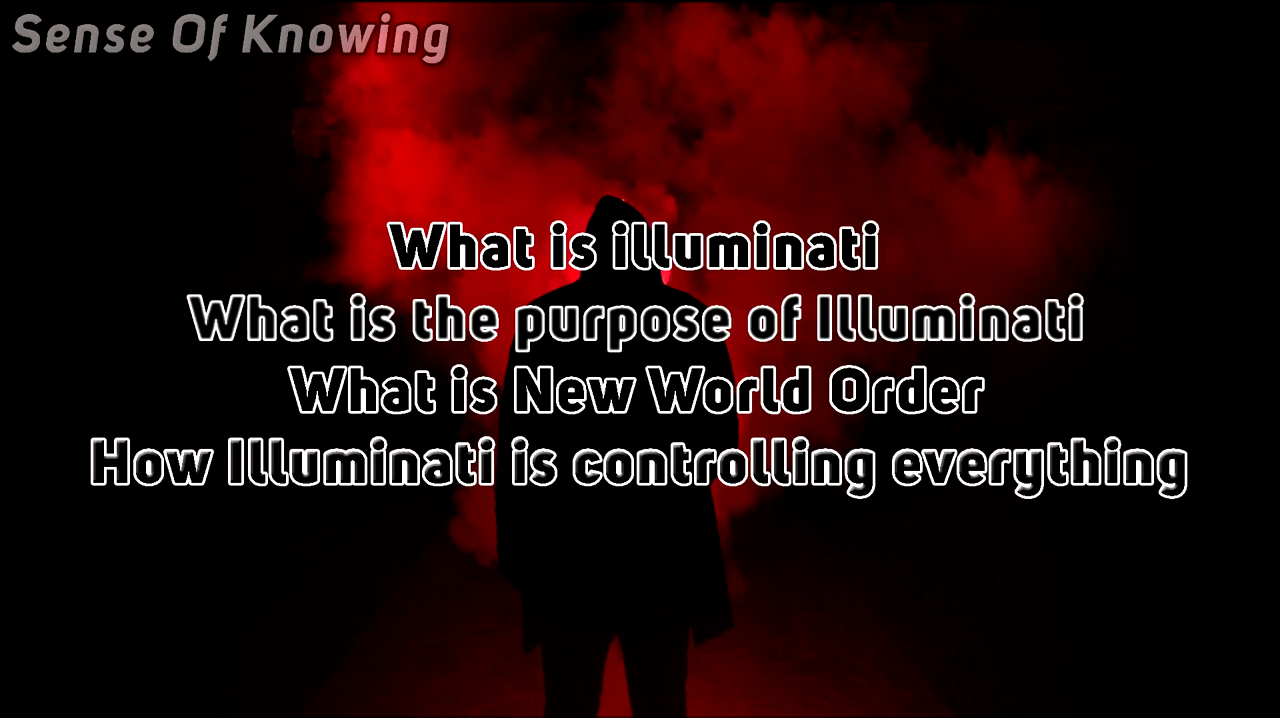 Sense Of Knowing
What is illuminati
What is the purpose of Illuminati
What is New World Order
How Illuminati is controlling everything